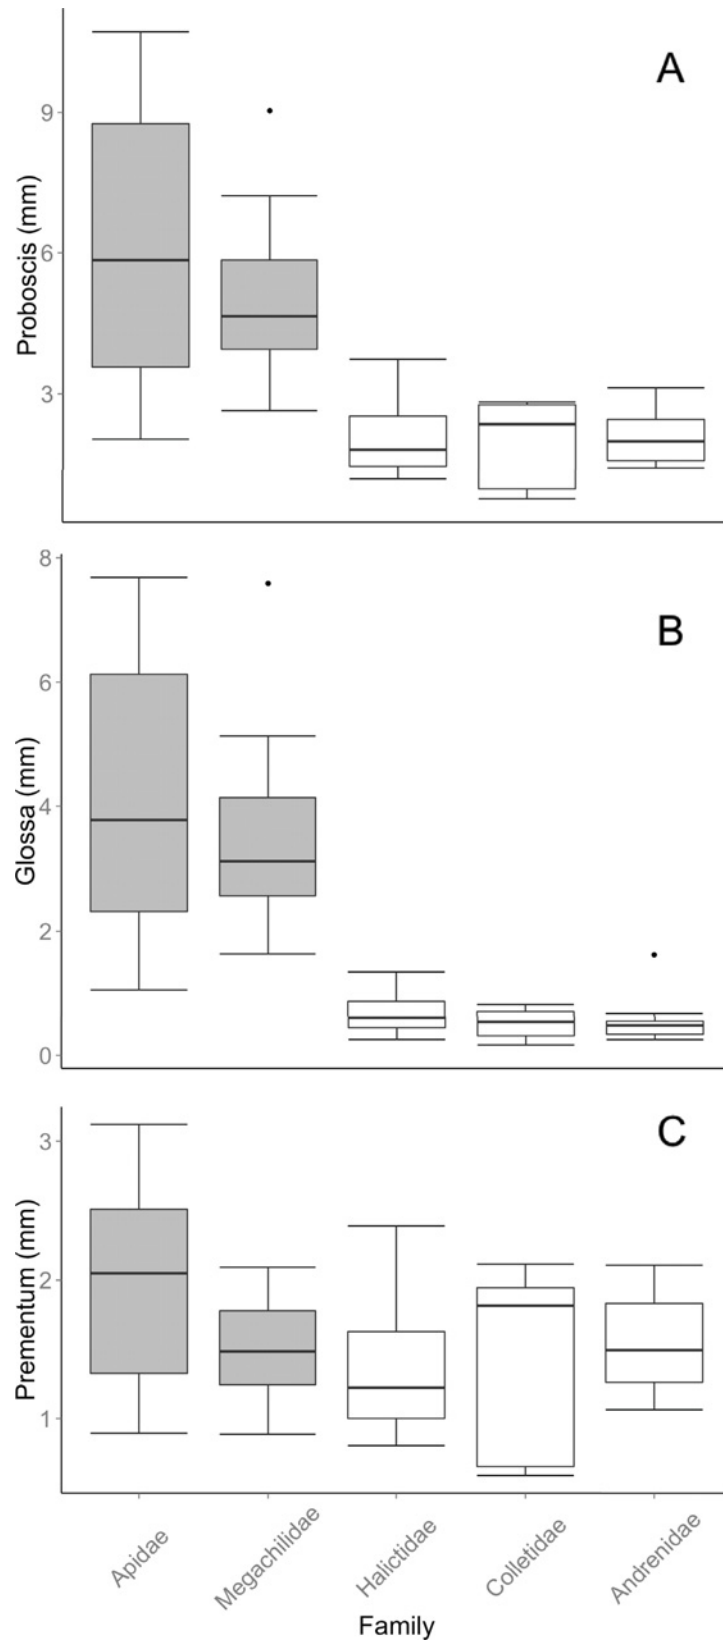 A
Proboscis (mm)
9
6
3
B
Glossa (mm)
8
6
4
2
0
C
Prementum (mm)
3
2
1
Apidae
Megachilidae
Halictidae
Colletidae
Andrenidae
Family